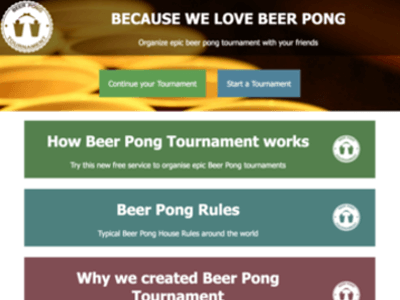 BEER PONG
BECAUSE WE LOVE BEER PONG
Organize epic beer pong tournament with your friends
Continue your Tournament
Start a Tournament
How Beer Pong Tournament works
Try this new free service to organise epic Beer Pong tournaments
Beer Pong Rules
Typical Beer Pong House Rules around the world
Why we created Beer Pong
Tournament